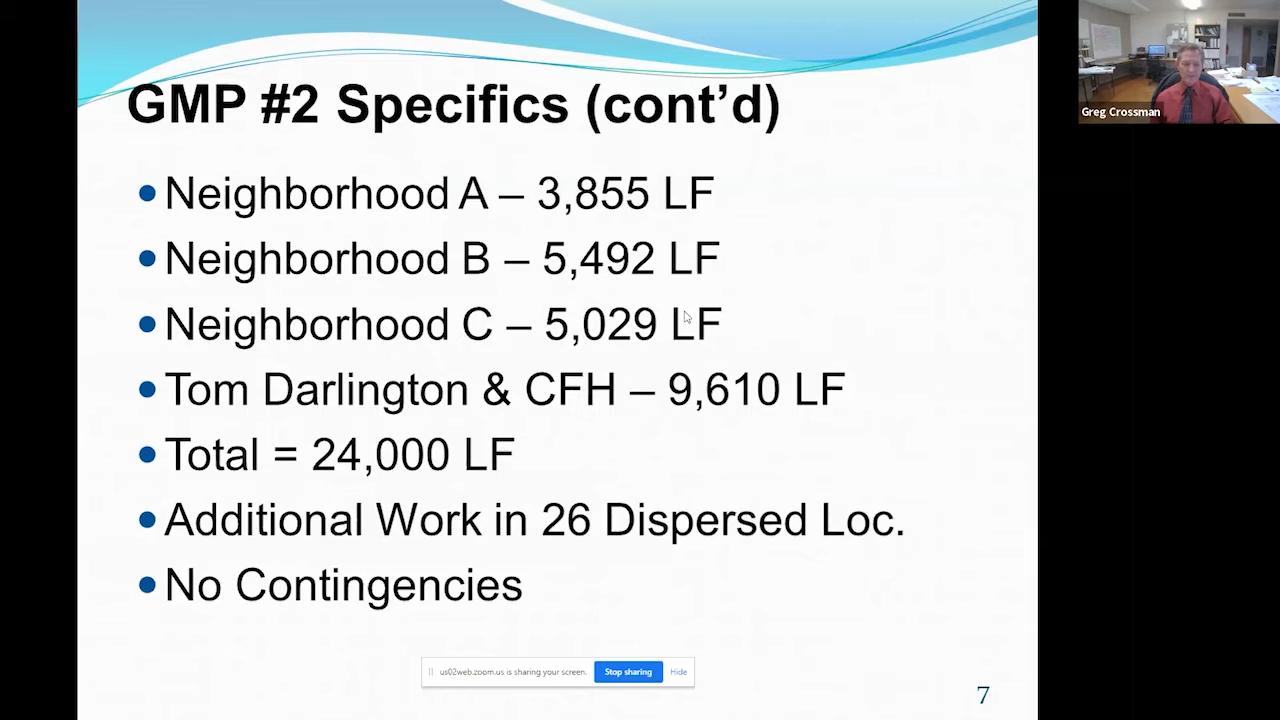 GMP #2 Specifics (cont’d)
Greg Crossman
•Neighborhood A – 3,855 LF
•Neighborhood B – 5,492 LF
•Neighborhood C – 5,029 LF
•Tom Darlington & CFH – 9,610 LF
•Total = 24,000 LF
•Additional Work in 26 Dispersed Loc.
•No Contingencies
us02web.zoom.us is sharing your screen. Stop sharing Hide
7